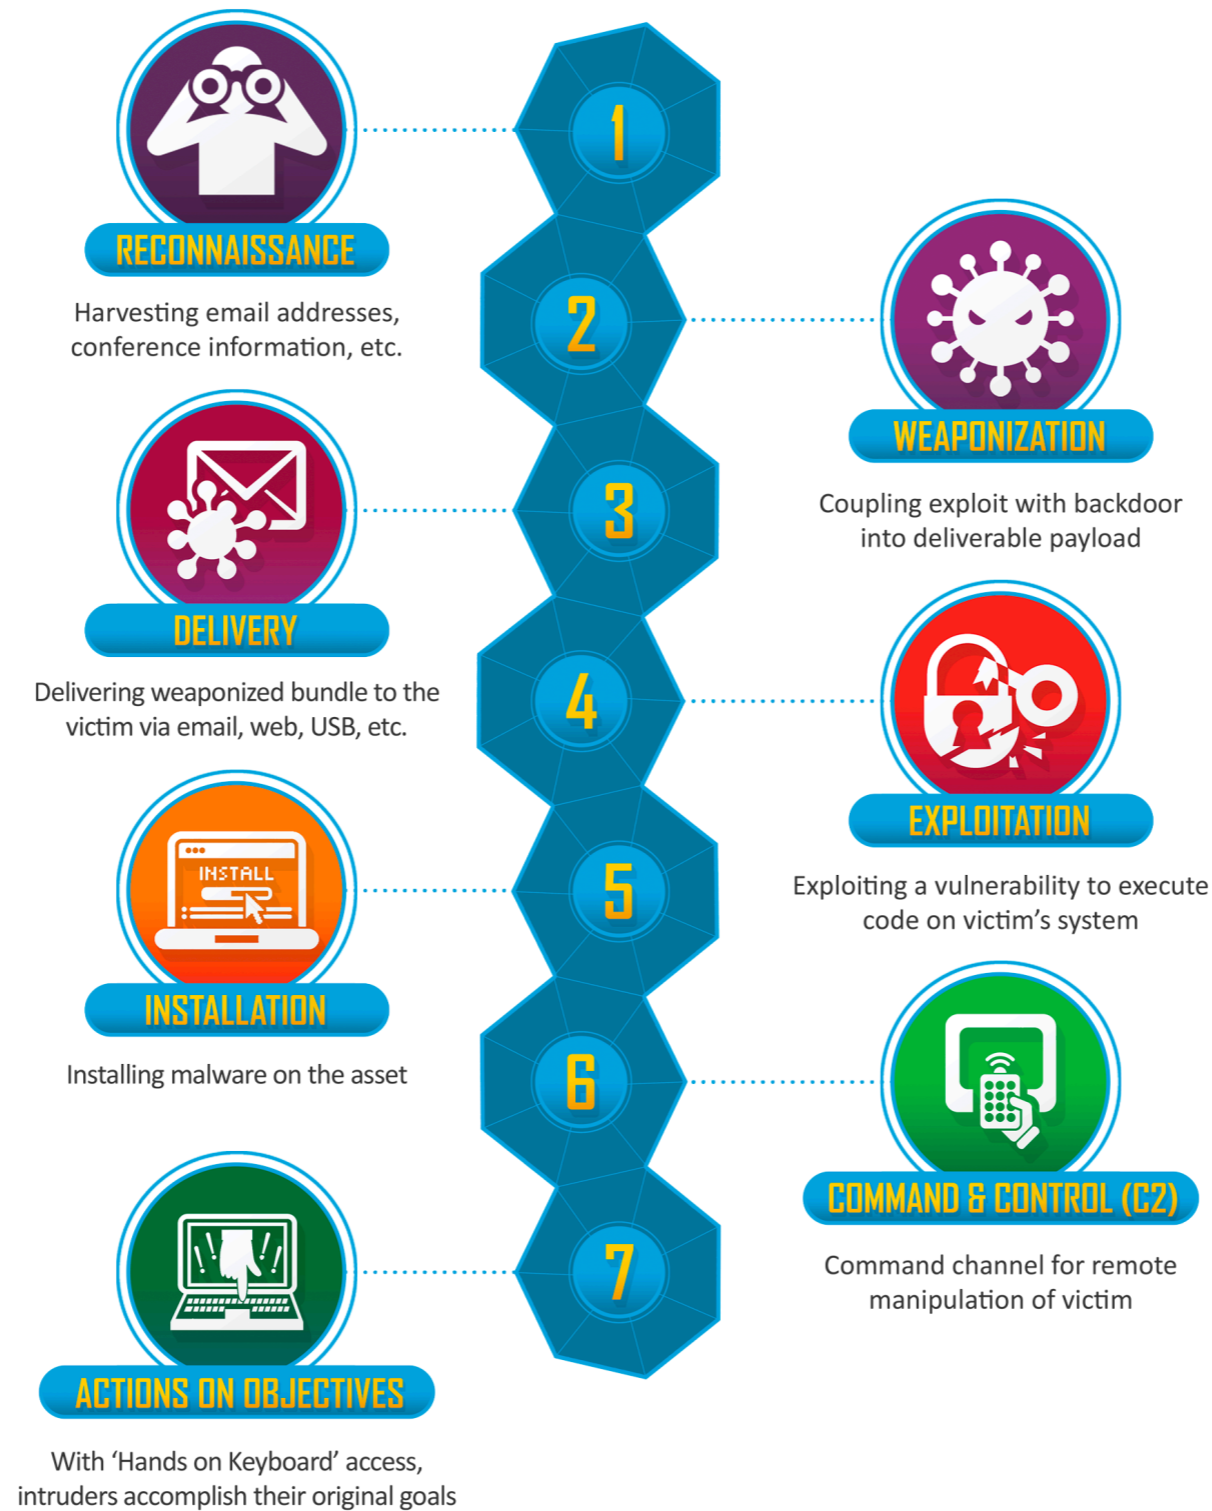 1
RECONNAISSANCE
Harvesting email addresses,
conference information, etc.
2
WEAPONIZATION
Coupling exploit with backdoor
into deliverable payload
3
DELIVERY
Delivering weaponized bundle to the
victim via email, web, USB, etc.
4
EXPLOITATION
Exploiting a vulnerability to execute
code on victim’s system
5
INSTALL
INSTALLATION
Installing malware on the asset
6
COMMAND & CONTROL (C2)
Command channel for remote
manipulation of victim
7
ACTIONS ON OBJECTIVES
With ‘Hands on Keyboard’ access,
intruders accomplish their original goals